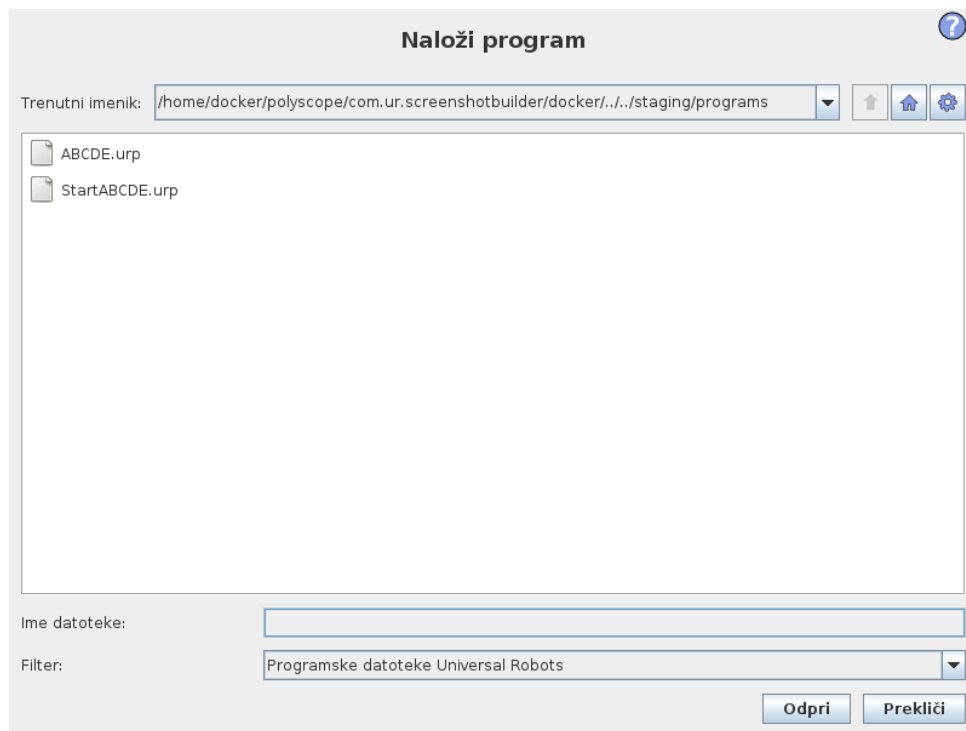 Naloži program
?
Trenutni imenik: /home/docker/polyscope/com.ur.screenshotbuilder/docker/../../staging/programs
ABCDE.urp
StartABCDE.urp
Ime datoteke:
Filter: Programske datoteke Universal Robots
Odpri Prekliči